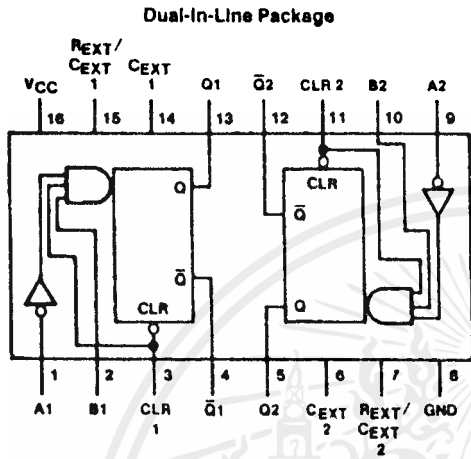 Dual-In-Line Package
VCC
REXT/
CEXT
1
CEXT
1
Q1
Q̅2
CLR 2
B2
A2
16
15
14
13
12
11
10
9
CLR
Q
Q̅
Q̅
Q
CLR
1
2
3
4
5
6
7
8
A1
B1
CLR
1
Q̅1
Q2
CEXT
2
REXT/
CEXT
2
GND